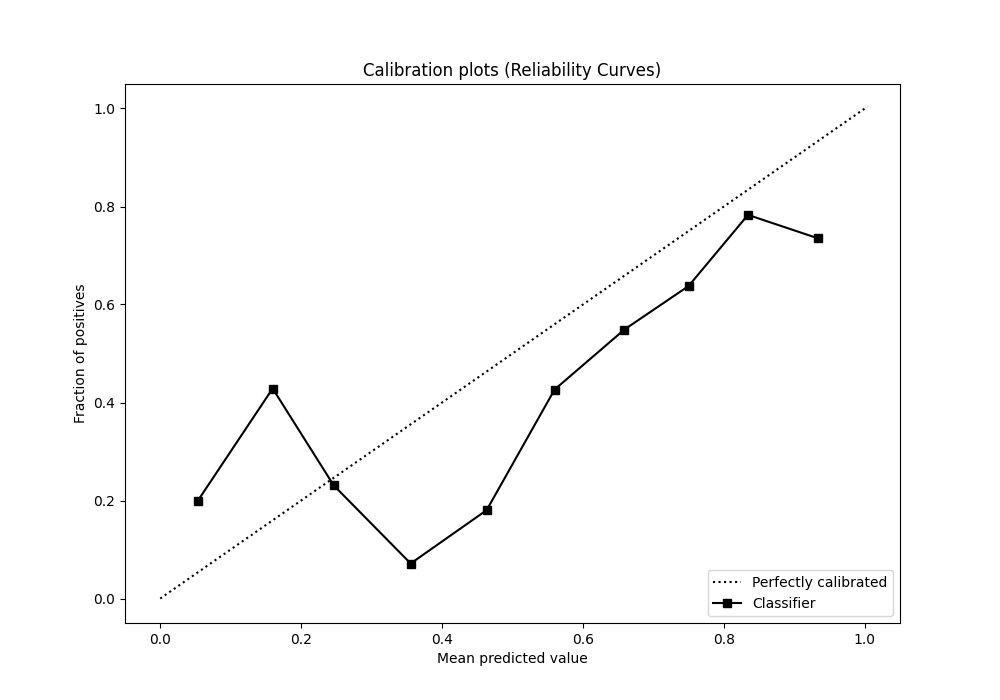 Calibration plots (Reliability Curves)
1.0
0.8
0.6
0.4
0.2
0.0
Fraction of positives
0.0 0.2 0.4 0.6 0.8 1.0
Mean predicted value
Perfectly calibrated
Classifier